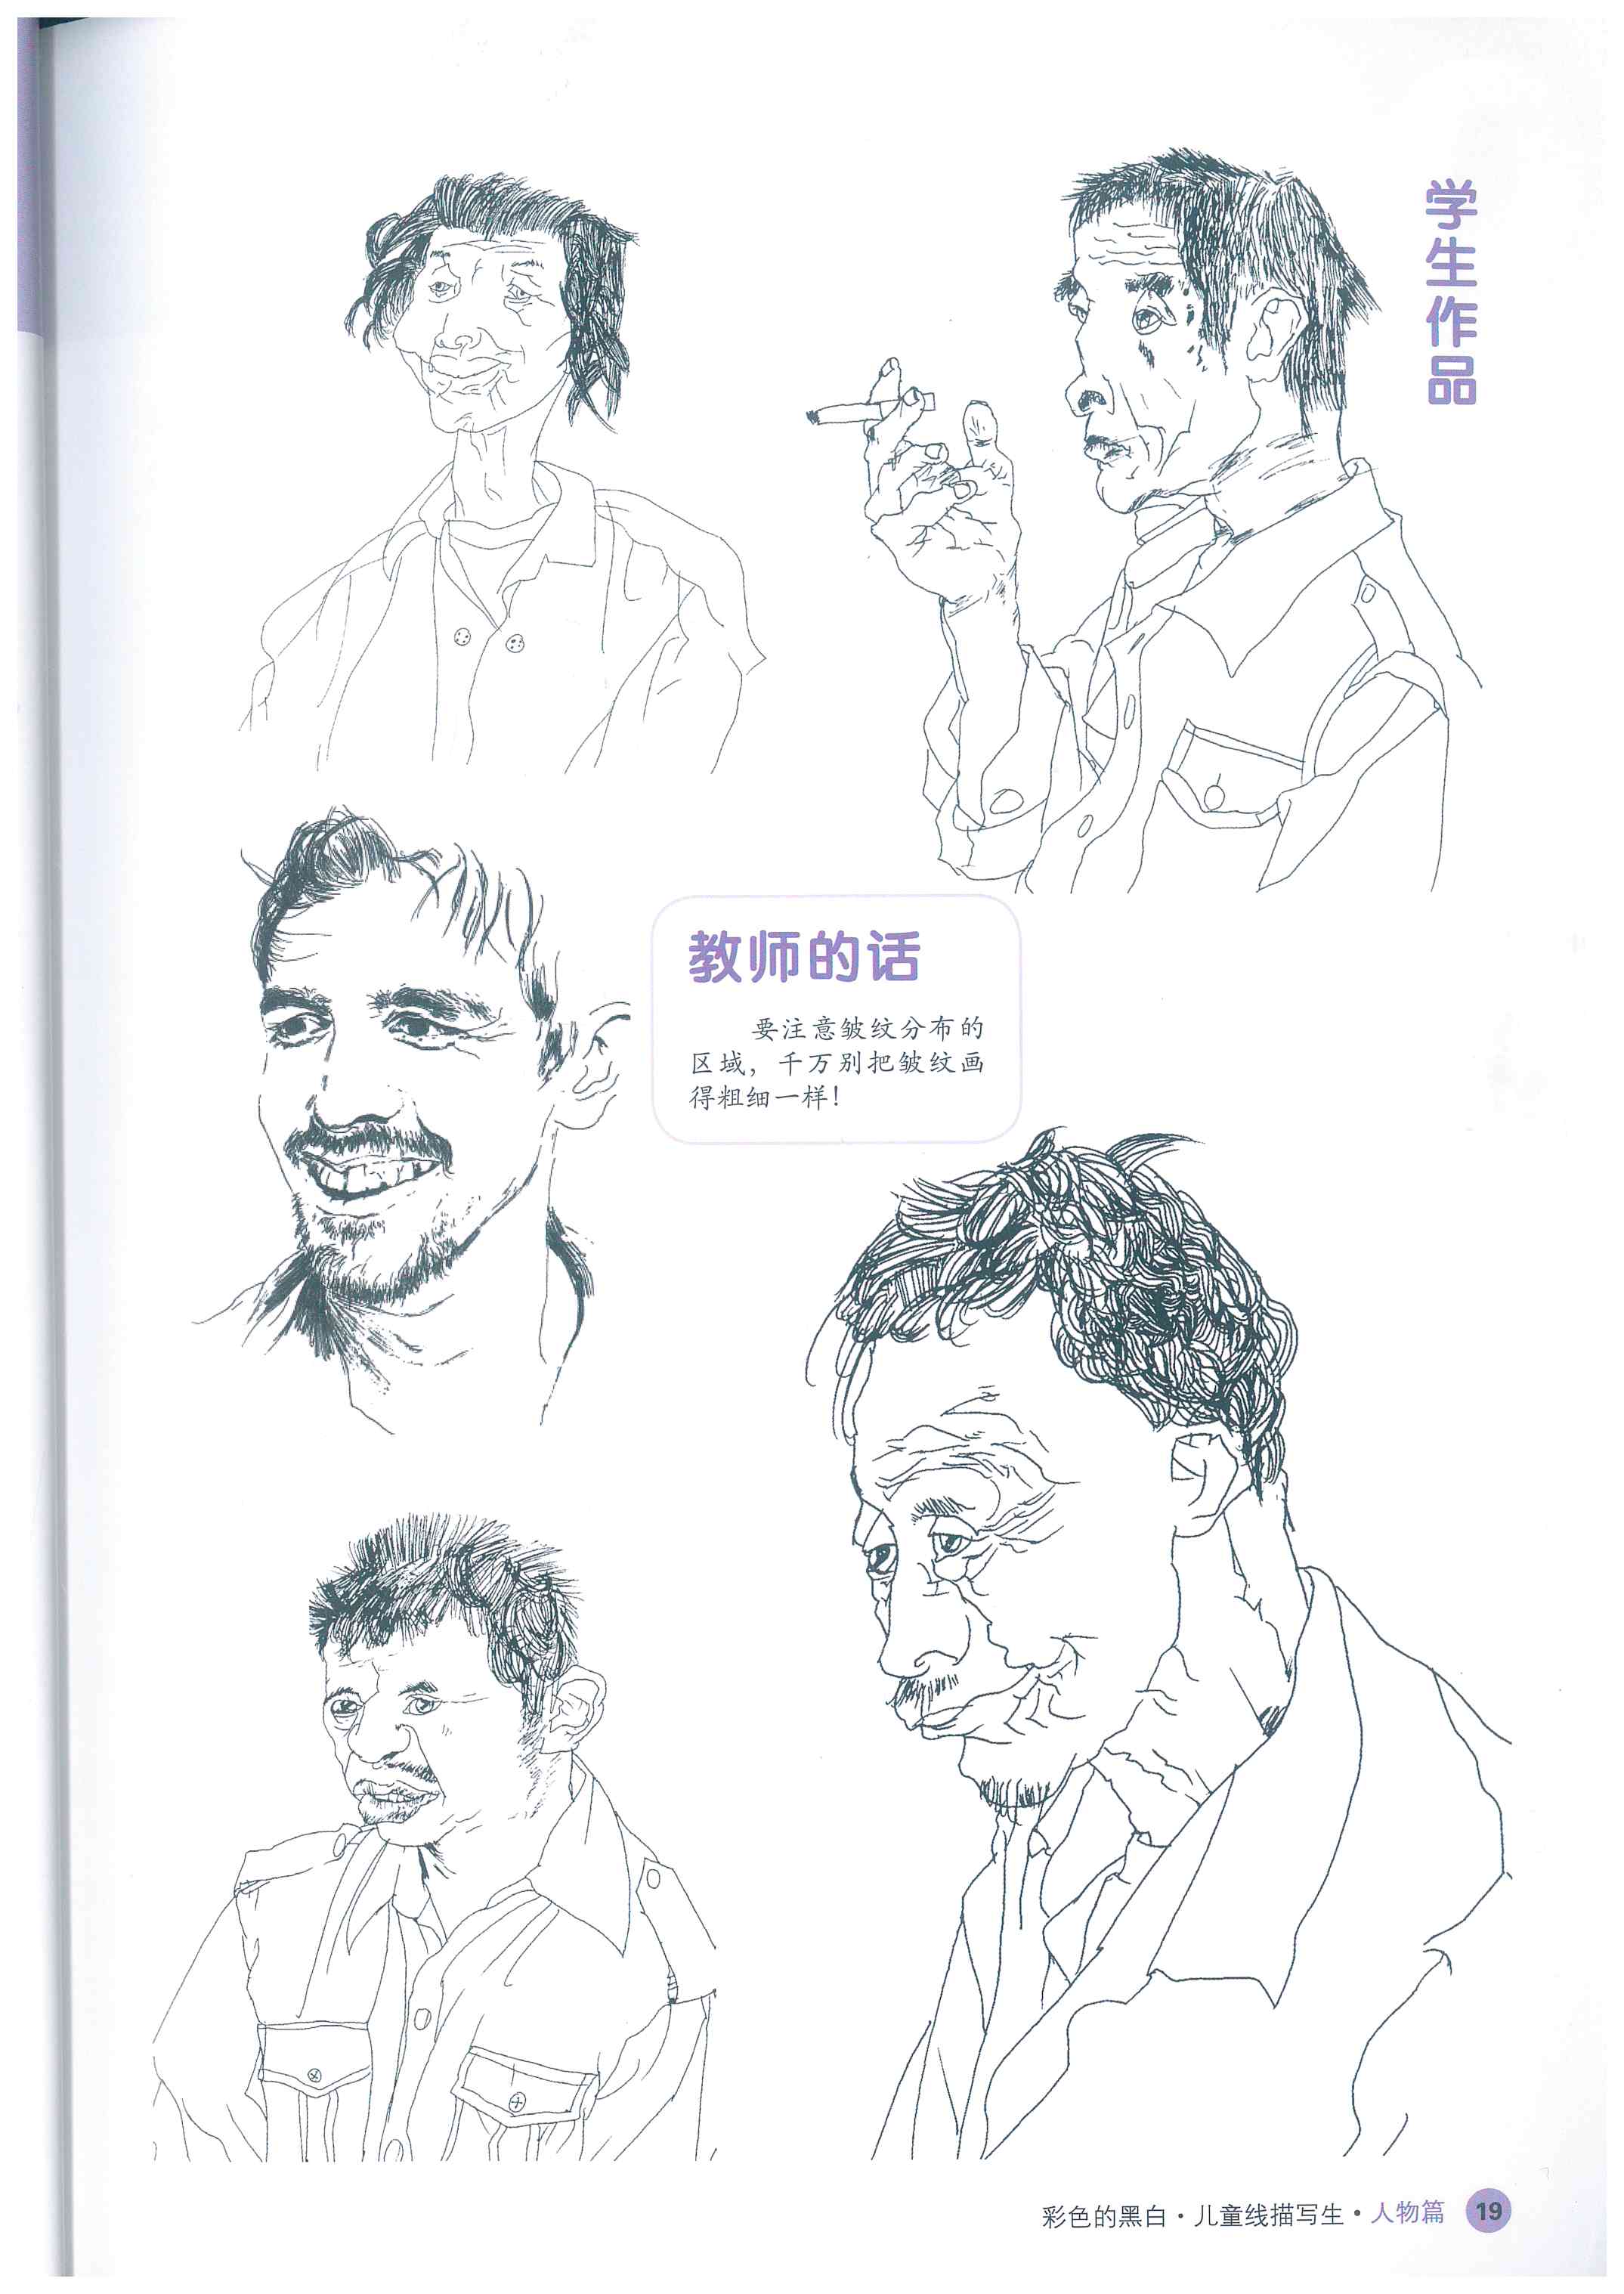 学生作品
教师的话
要注意皱纹分布的
区域，千万别把皱纹画
得粗细一样！
彩色的黑白·儿童线描写生·人物篇 19